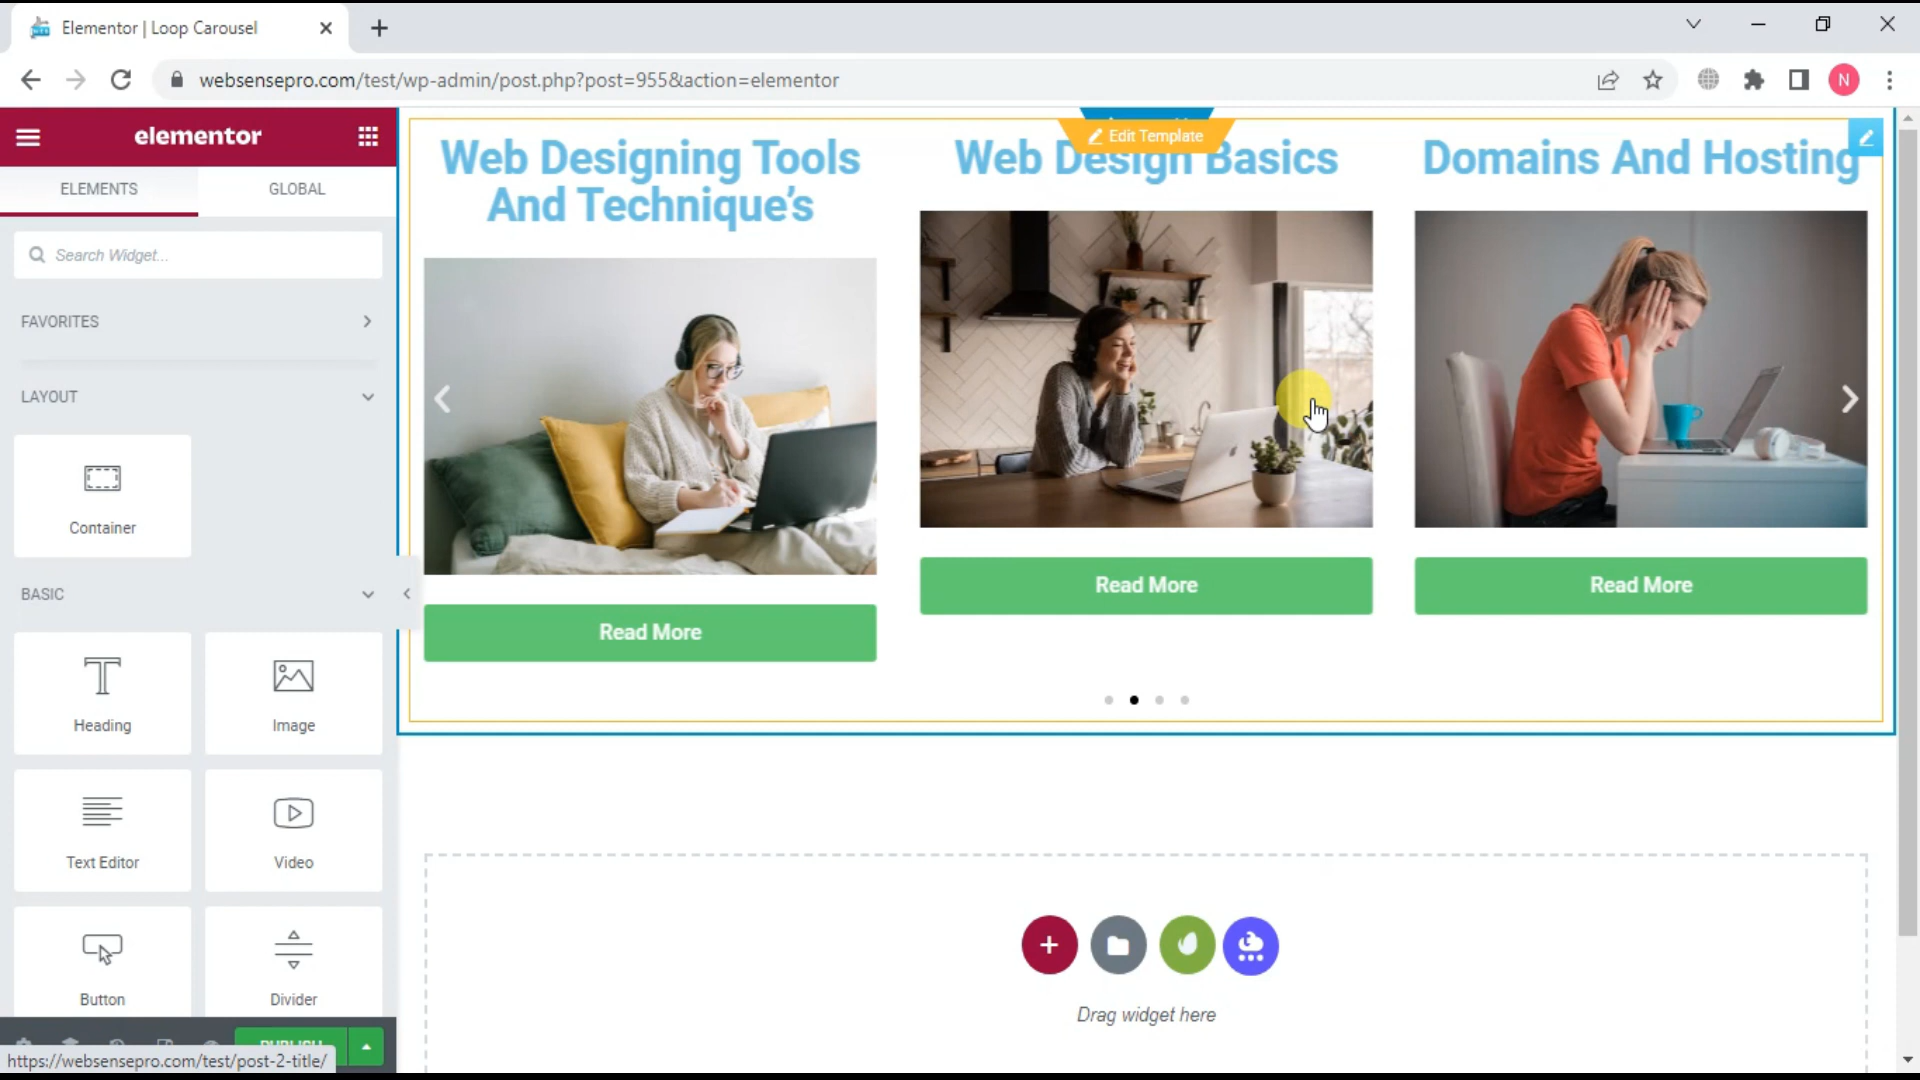 Elementor | Loop Carousel
websensepro.com/test/wp-admin/post.php?post=955&action=elementor
N
elementor
ELEMENTS
GLOBAL
Search Widget...
FAVORITES
LAYOUT
Container
BASIC
Heading
Image
Text Editor
Video
Button
Divider
PUBLISH
https://websensepro.com/test/post-2-title/
Edit Template
Web Designing Tools
And Technique’s
Read More
Web Design Basics
Read More
Domains And Hosting
Read More
Drag widget here